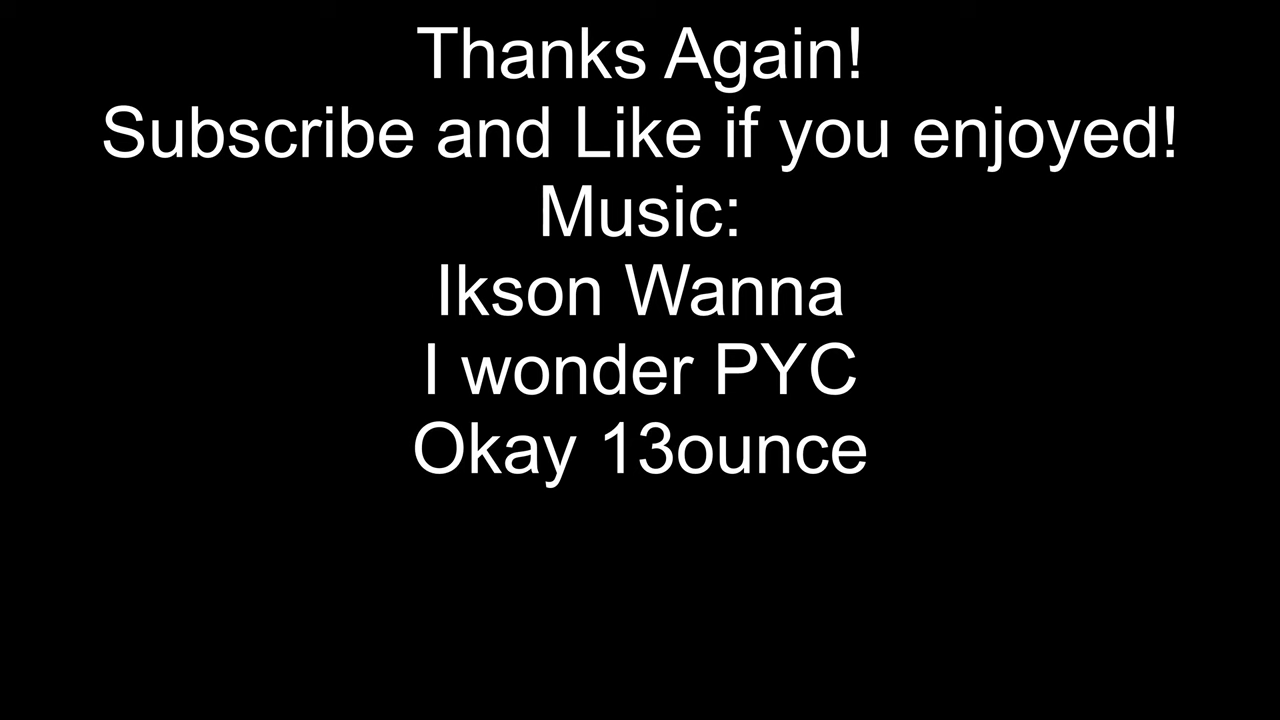 Thanks Again!
Subscribe and Like if you enjoyed!
Music:
Ikson Wanna
I wonder PYC
Okay 13ounce